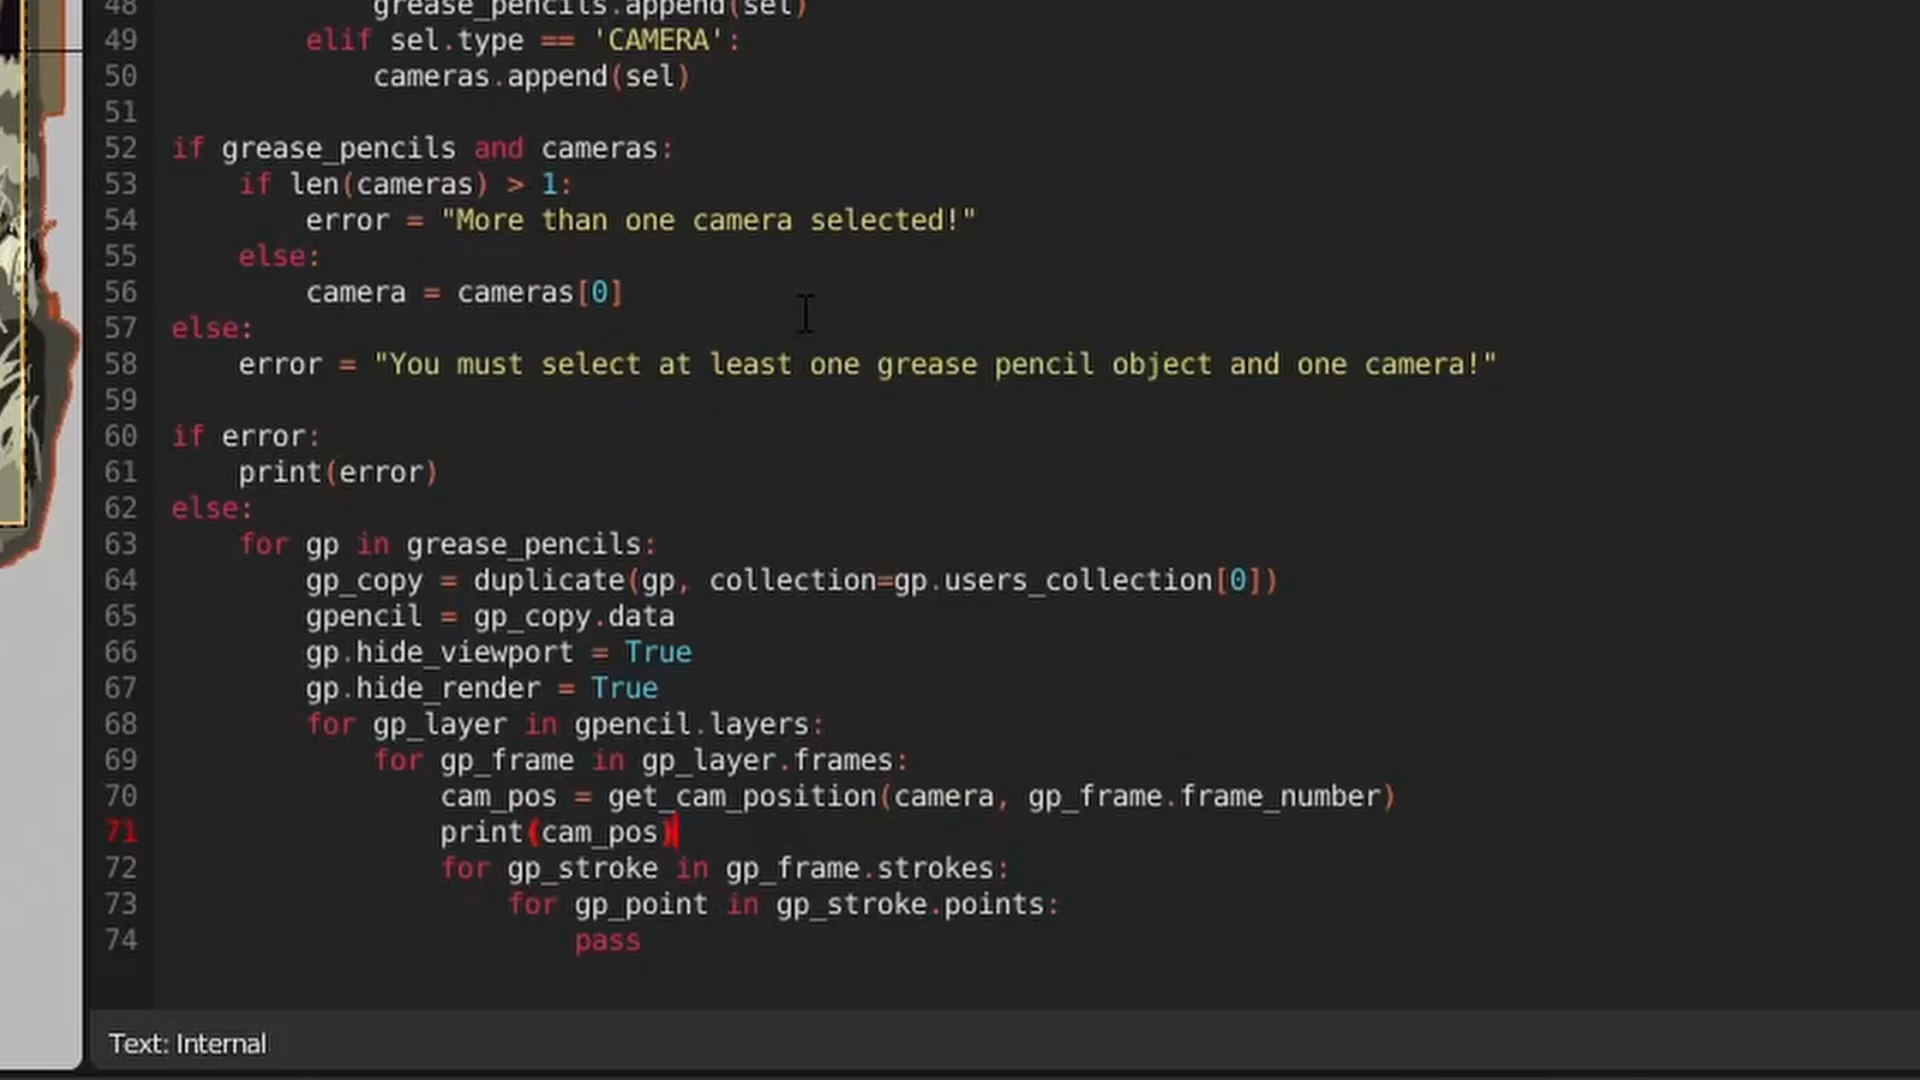 48 grease_pencils.append(sel)
49 elif sel.type == 'CAMERA':
50 cameras.append(sel)
51
52 if grease_pencils and cameras:
53 if len(cameras) > 1:
54 error = "More than one camera selected!"
55 else:
56 camera = cameras[0]
57 else:
58 error = "You must select at least one grease pencil object and one camera!"
59
60 if error:
61 print(error)
62 else:
63 for gp in grease_pencils:
64 gp_copy = duplicate(gp, collection=gp.users_collection[0])
65 gpencil = gp_copy.data
66 gp.hide_viewport = True
67 gp.hide_render = True
68 for gp_layer in gpencil.layers:
69 for gp_frame in gp_layer.frames:
70 cam_pos = get_cam_position(camera, gp_frame.frame_number)
71 print(cam_pos)
72 for gp_stroke in gp_frame.strokes:
73 for gp_point in gp_stroke.points:
74 pass
Text: Internal